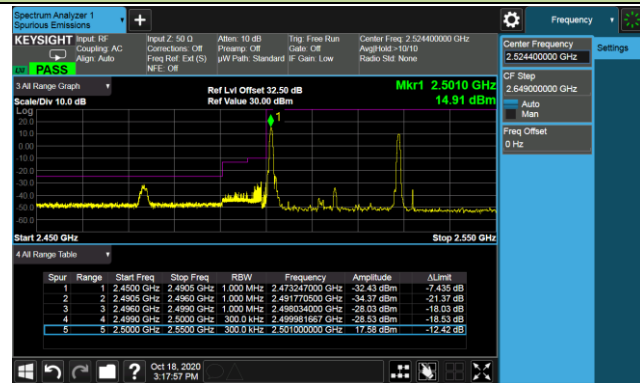 Spectrum Analyzer 1
Spurious Emissions
Frequency
KEYSIGHT
Input: RF
Coupling: AC
Align: Auto
Input Z: 50 Ω
Corrections: Off
Freq Ref: Ext (S)
NFE: Off
Atten: 10 dB
Preamp: Off
µW Path: Standard
Trig: Free Run
Gate: Off
IF Gain: Low
Center Freq: 2.524400000 GHz
Avg|Hold:>10/10
Radio Std: None
LXI
PASS
Center Frequency
2.524400000 GHz
Settings
CF Step
2.649000000 GHz
Auto
Man
Freq Offset
0 Hz
3 All Range Graph
Scale/Div 10.0 dB
Ref Lvl Offset 32.50 dB
Ref Value 30.00 dBm
Mkr1 2.5010 GHz
14.91 dBm
Log
1
20.0
10.0
0.00
-10.0
-20.0
-30.0
-40.0
-50.0
-60.0
Start 2.450 GHz
Stop 2.550 GHz
4 All Range Table
Spur Range Start Freq Stop Freq RBW Frequency Amplitude ΔLimit
1 1 2.4500 GHz 2.4905 GHz 1.000 MHz 2.473247000 GHz -32.43 dBm -7.435 dB
2 2 2.4905 GHz 2.4960 GHz 1.000 MHz 2.491770500 GHz -34.37 dBm -21.37 dB
3 3 2.4960 GHz 2.4990 GHz 1.000 MHz 2.498034000 GHz -28.03 dBm -18.03 dB
4 4 2.4990 GHz 2.5000 GHz 300.0 kHz 2.499981667 GHz -28.53 dBm -18.53 dB
5 5 2.5000 GHz 2.5500 GHz 300.0 kHz 2.501000000 GHz 17.58 dBm -12.42 dB
?
Oct 18, 2020
3:17:57 PM